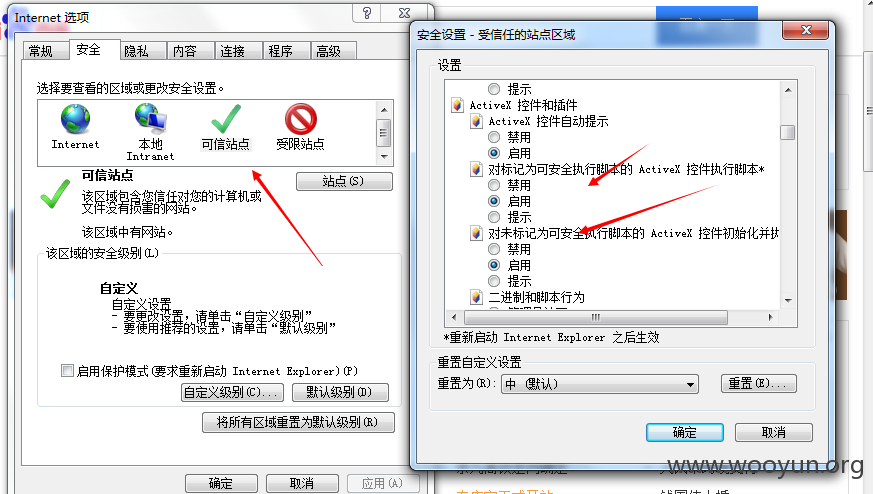 Internet 选项
常规
安全
隐私
内容
连接
程序
高级
选择要查看的区域或更改安全设置。
Internet
本地
Intranet
可信站点
受限站点
可信站点
该区域包含您信任对您的计算机或
文件没有损害的网站。
该区域中有网站。
站点(S)
该区域的安全级别(L)
自定义
自定义设置
- 要更改设置，请单击“自定义级别”
- 要使用推荐的设置，请单击“默认级别”
启用保护模式(要求重新启动 Internet Explorer)(P)
自定义级别(C)...
默认级别(D)
将所有区域重置为默认级别(R)
确定
取消
应用(A)
安全设置 - 受信任的站点区域
设置
提示
ActiveX 控件和插件
ActiveX 控件自动提示
禁用
启用
对标记为可安全执行脚本的 ActiveX 控件执行脚本*
禁用
启用
提示
对未标记为可安全执行脚本的 ActiveX 控件初始化并执
禁用
启用
提示
二进制和脚本行为
*重新启动 Internet Explorer 之后生效
重置自定义设置
重置为(R):
中 (默认)
重置(E)...
确定
取消
www.wooyun.org